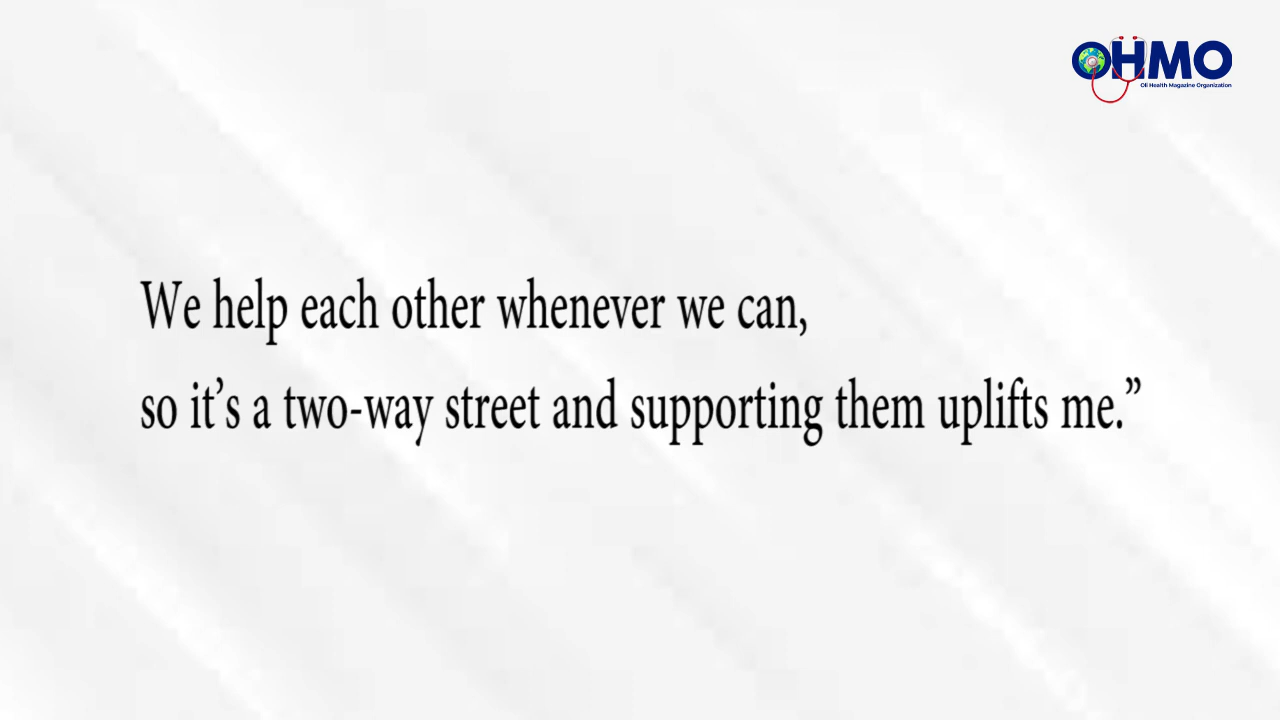 OHMO
Oli Health Magazine Organization
We help each other whenever we can,
so it’s a two-way street and supporting them uplifts me.”